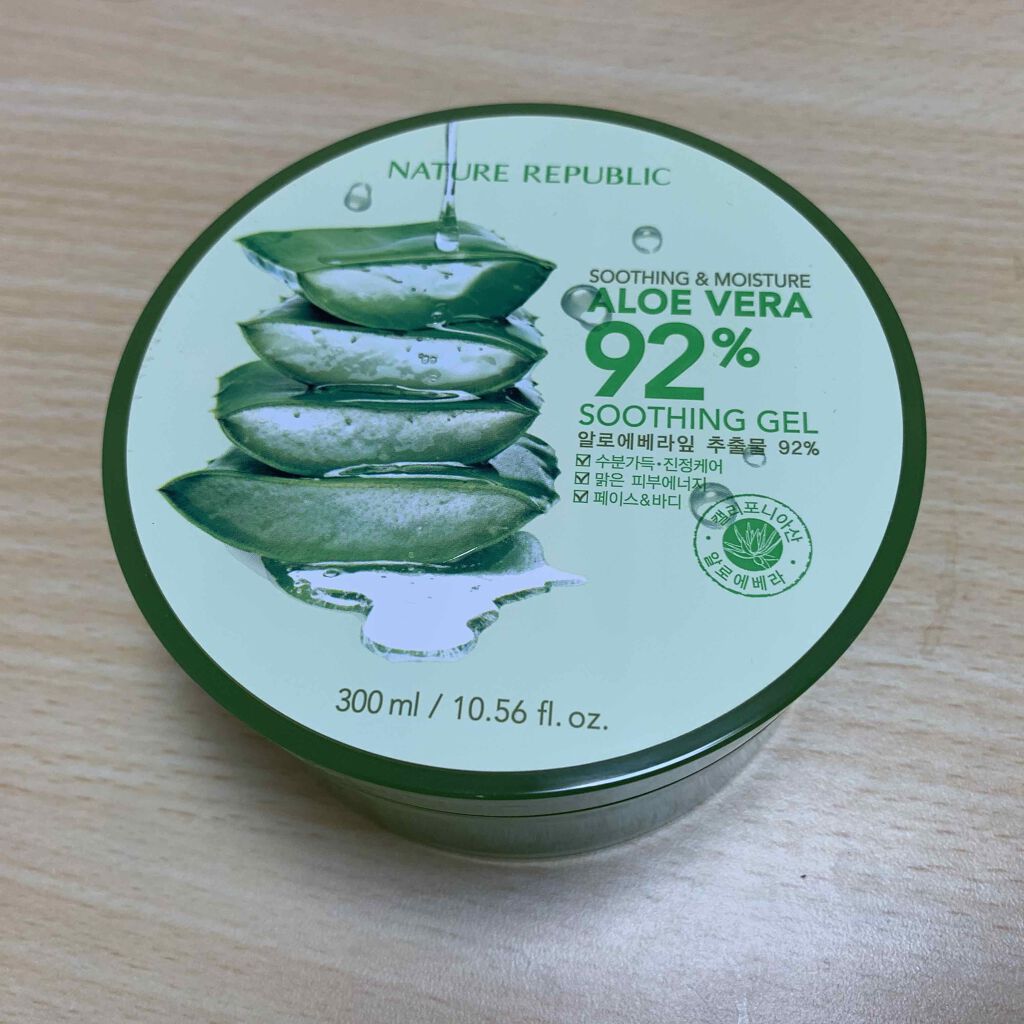 NATURE REPUBLIC
SOOTHING & MOISTURE
ALOE VERA
92%
SOOTHING GEL
알로에베라잎 추출물 92%
☑ 수분가득·진정케어
☑ 맑은 피부에너지
☑ 페이스&바디
캘리포니아산
· 알로에베라 ·
300 ml / 10.56 fl. oz.